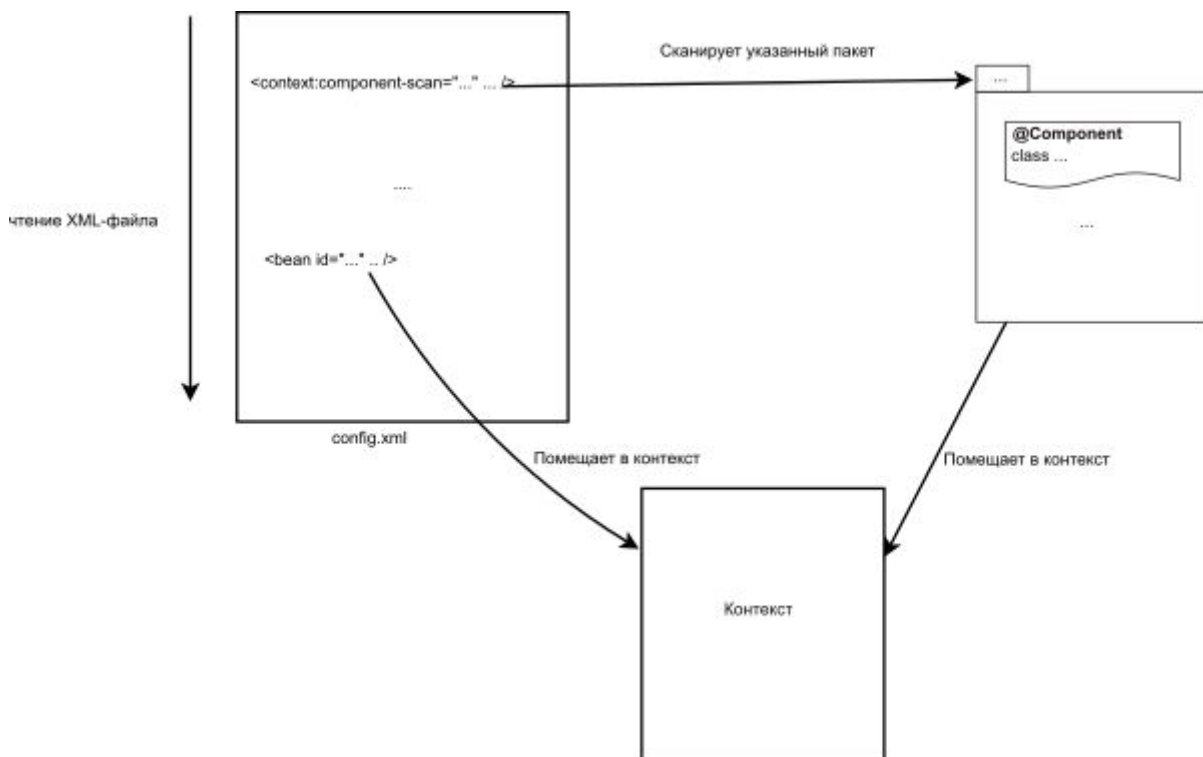 Сканирует указанный пакет
<context:component-scan="..." ... />
...
@Component
class ...
....
чтение XML-файла
...
<bean id="..." .. />
config.xml
Помещает в контекст
Помещает в контекст
Контекст